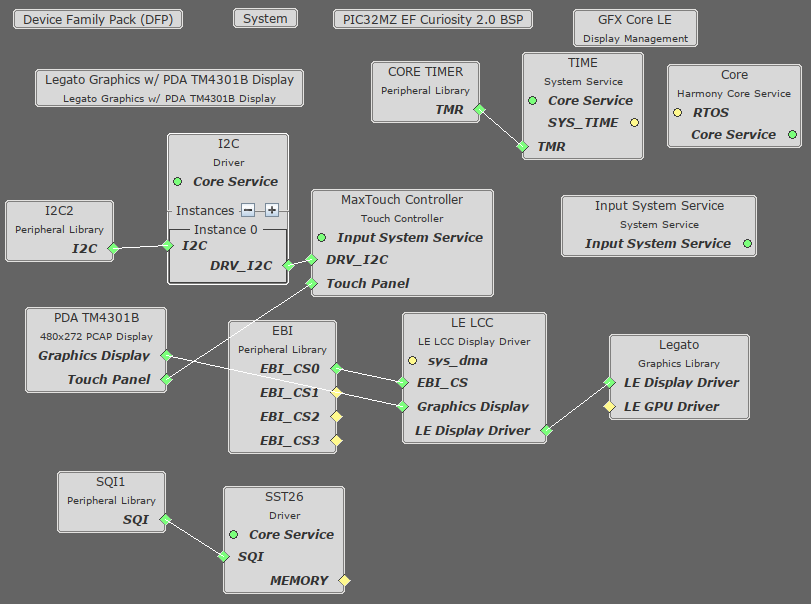 Device Family Pack (DFP)
System
PIC32MZ EF Curiosity 2.0 BSP
GFX Core LE
Display Management
Legato Graphics w/ PDA TM4301B Display
Legato Graphics w/ PDA TM4301B Display
CORE TIMER
Peripheral Library
TMR
TIME
System Service
Core Service
SYS_TIME
TMR
Core
Harmony Core Service
RTOS
Core Service
I2C
Driver
Core Service
Instances
Instance 0
I2C
DRV_I2C
I2C2
Peripheral Library
I2C
MaxTouch Controller
Touch Controller
Input System Service
DRV_I2C
Touch Panel
Input System Service
System Service
Input System Service
PDA TM4301B
480x272 PCAP Display
Graphics Display
Touch Panel
EBI
Peripheral Library
EBI_CS0
EBI_CS1
EBI_CS2
EBI_CS3
LE LCC
LE LCC Display Driver
sys_dma
EBI_CS
Graphics Display
LE Display Driver
Legato
Graphics Library
LE Display Driver
LE GPU Driver
SQI1
Peripheral Library
SQI
SST26
Driver
Core Service
SQI
MEMORY